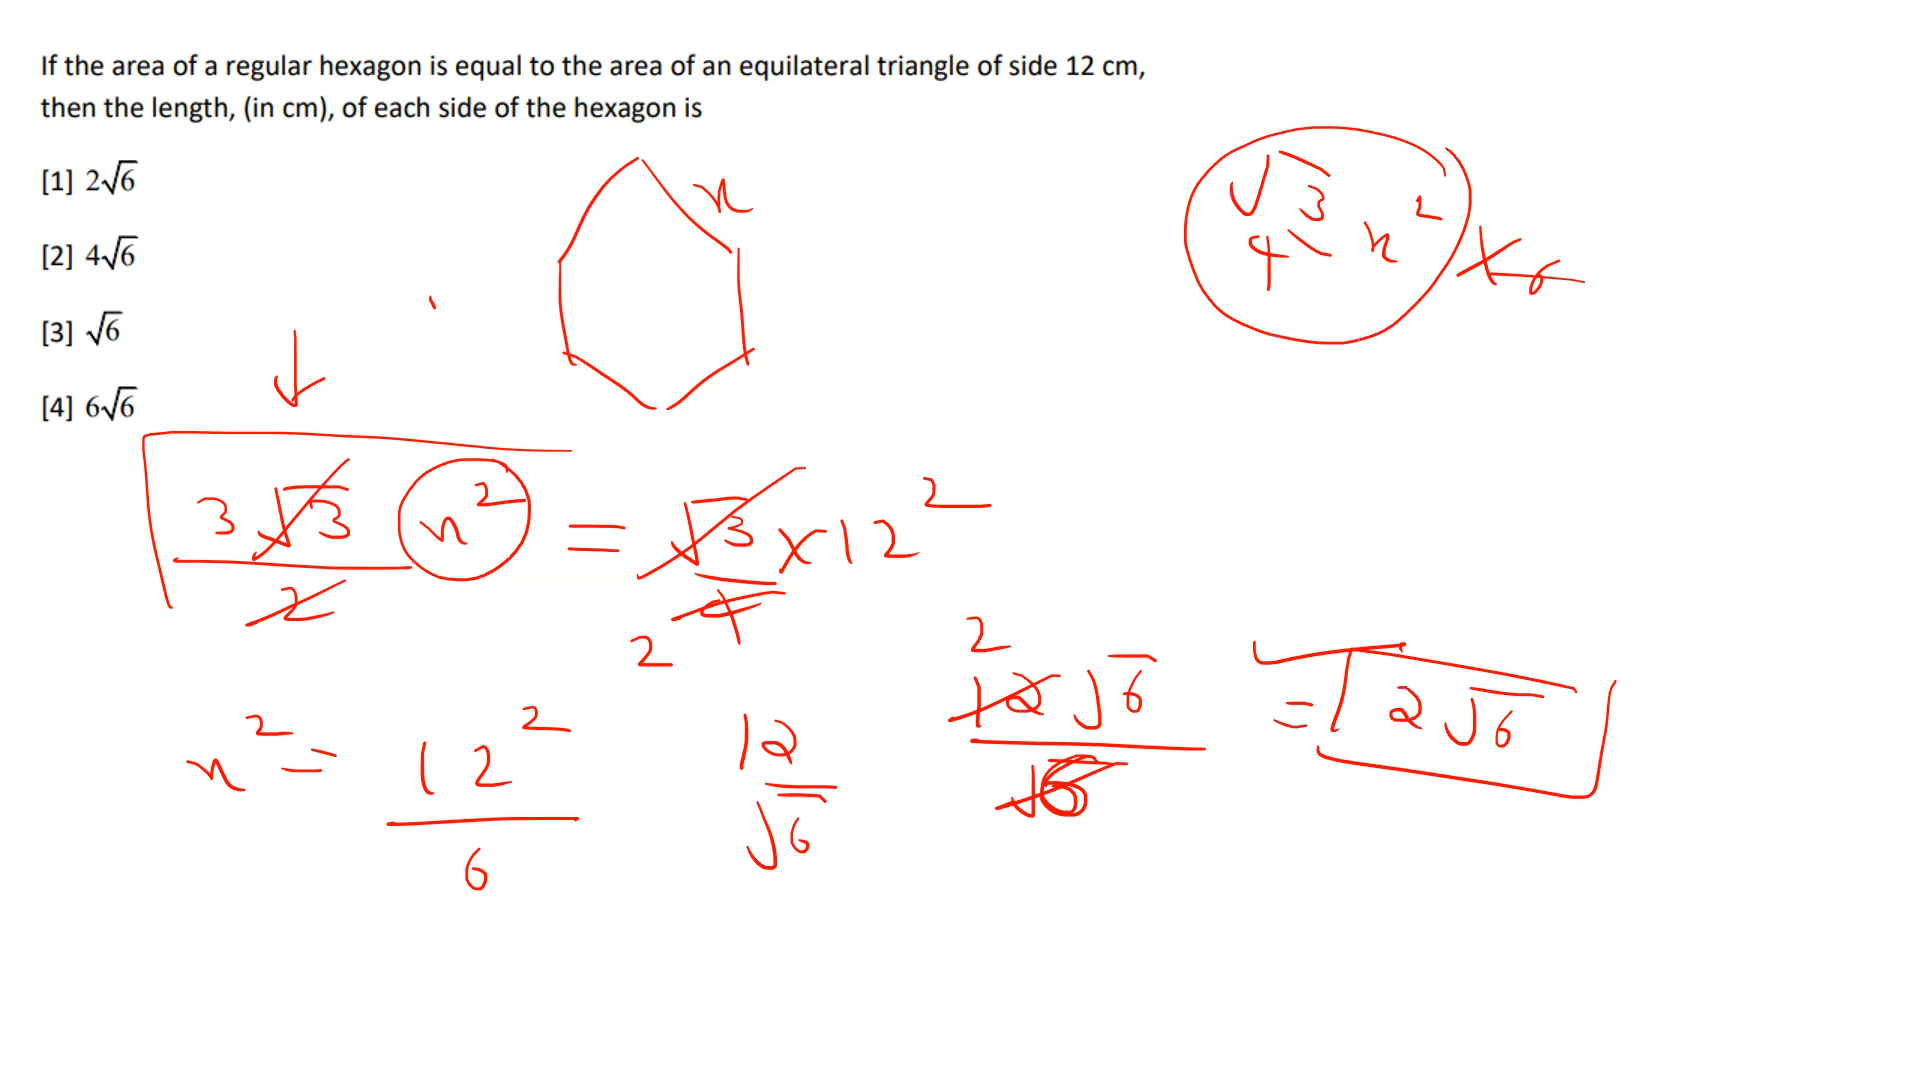 If the area of a regular hexagon is equal to the area of an equilateral triangle of side 12 cm,
then the length, (in cm), of each side of the hexagon is
[1] 2√6
[2] 4√6
[3] √6
[4] 6√6
x
√3/4 x² × 6
3√3/2 x² = √3/4 × 12²
2
x² = 12²/6
12/√6
2
12√6/6
= 2√6